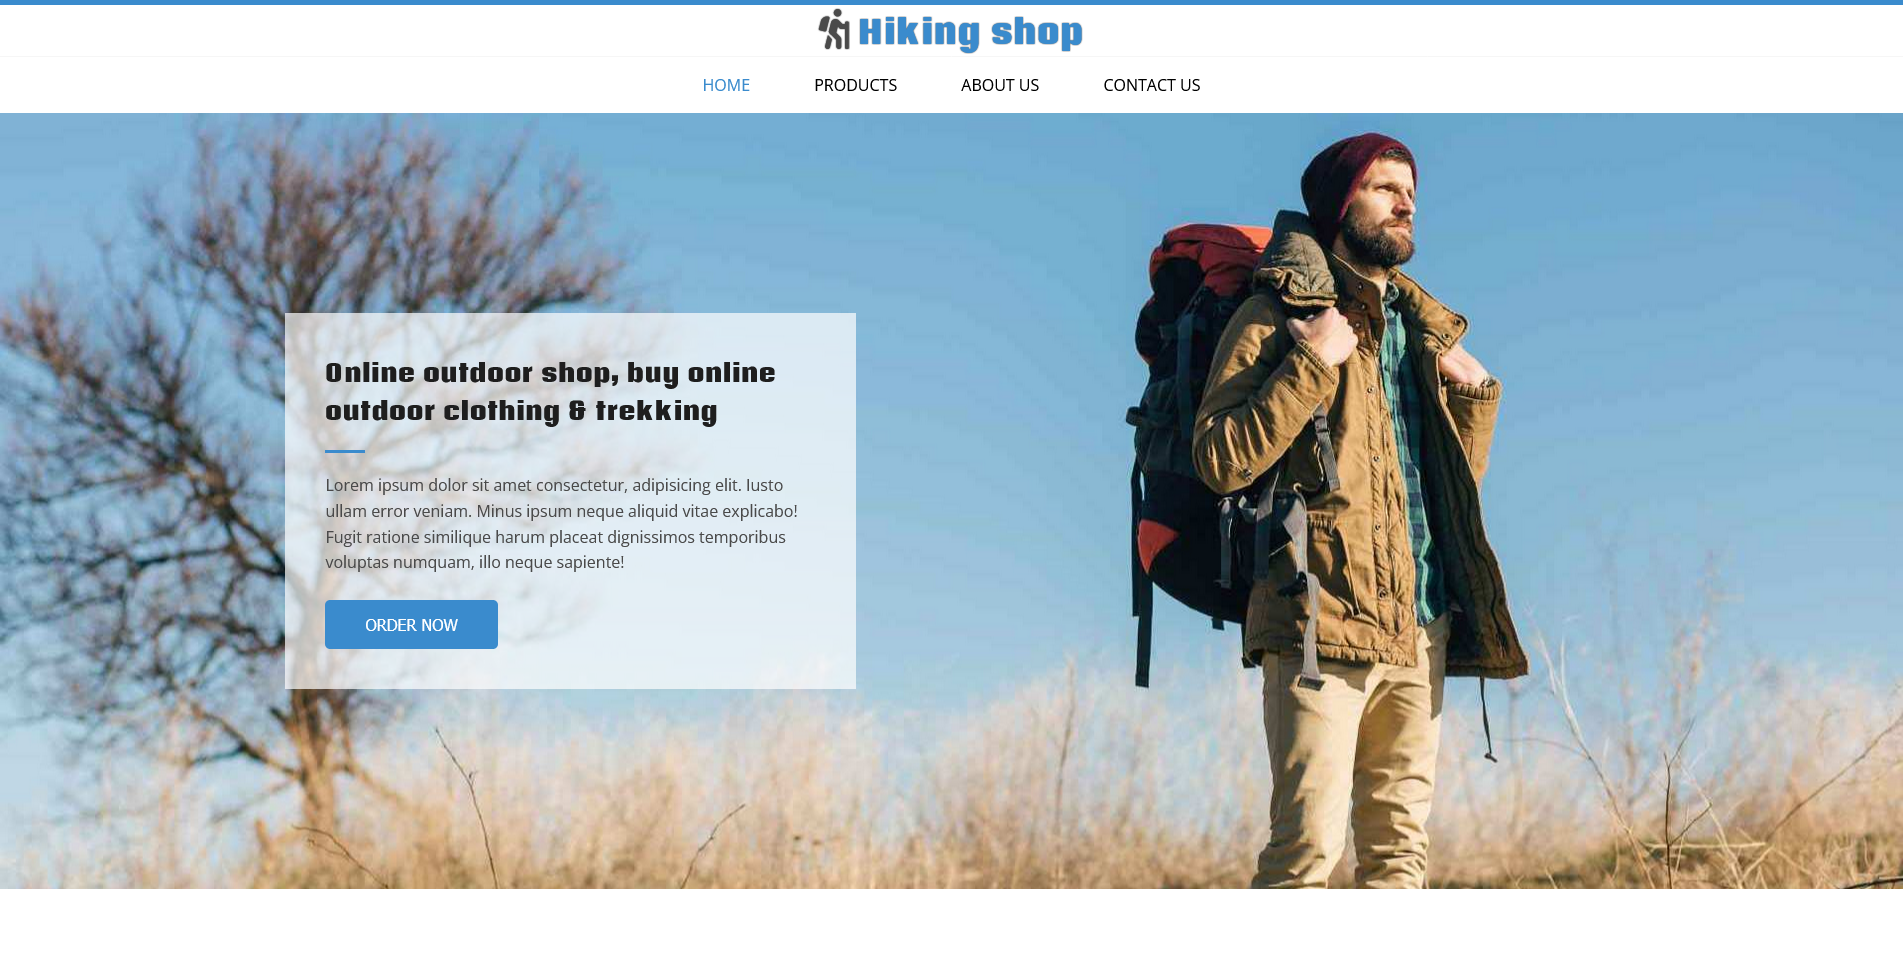 Hiking shop
HOME PRODUCTS ABOUT US CONTACT US
Online outdoor shop, buy online
outdoor clothing & trekking
Lorem ipsum dolor sit amet consectetur, adipisicing elit. Iusto
ullam error veniam. Minus ipsum neque aliquid vitae explicabo!
Fugit ratione similique harum placeat dignissimos temporibus
voluptas numquam, illo neque sapiente!
ORDER NOW